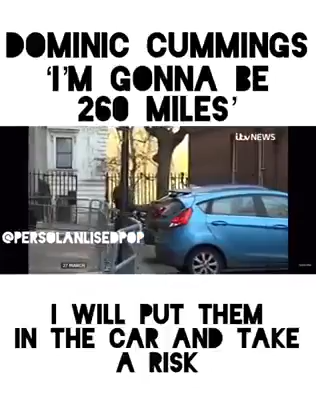 DOMINIC CUMMINGS
'I'M GONNA BE
260 MILES'
itv NEWS
@PERSOLANLISEDPOP
27 MARCH
I WILL PUT THEM
IN THE CAR AND TAKE
A RISK